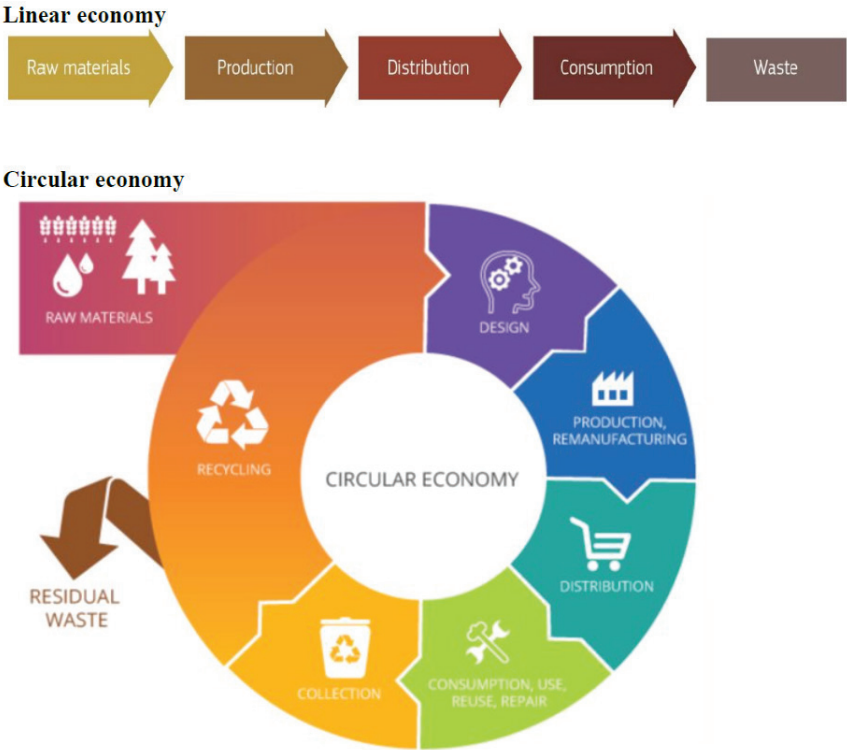 Linear economy
Raw materials
Production
Distribution
Consumption
Waste
Circular economy
RAW MATERIALS
DESIGN
PRODUCTION,
REMANUFACTURING
RECYCLING
CIRCULAR ECONOMY
DISTRIBUTION
RESIDUAL
WASTE
CONSUMPTION, USE,
REUSE, REPAIR
COLLECTION